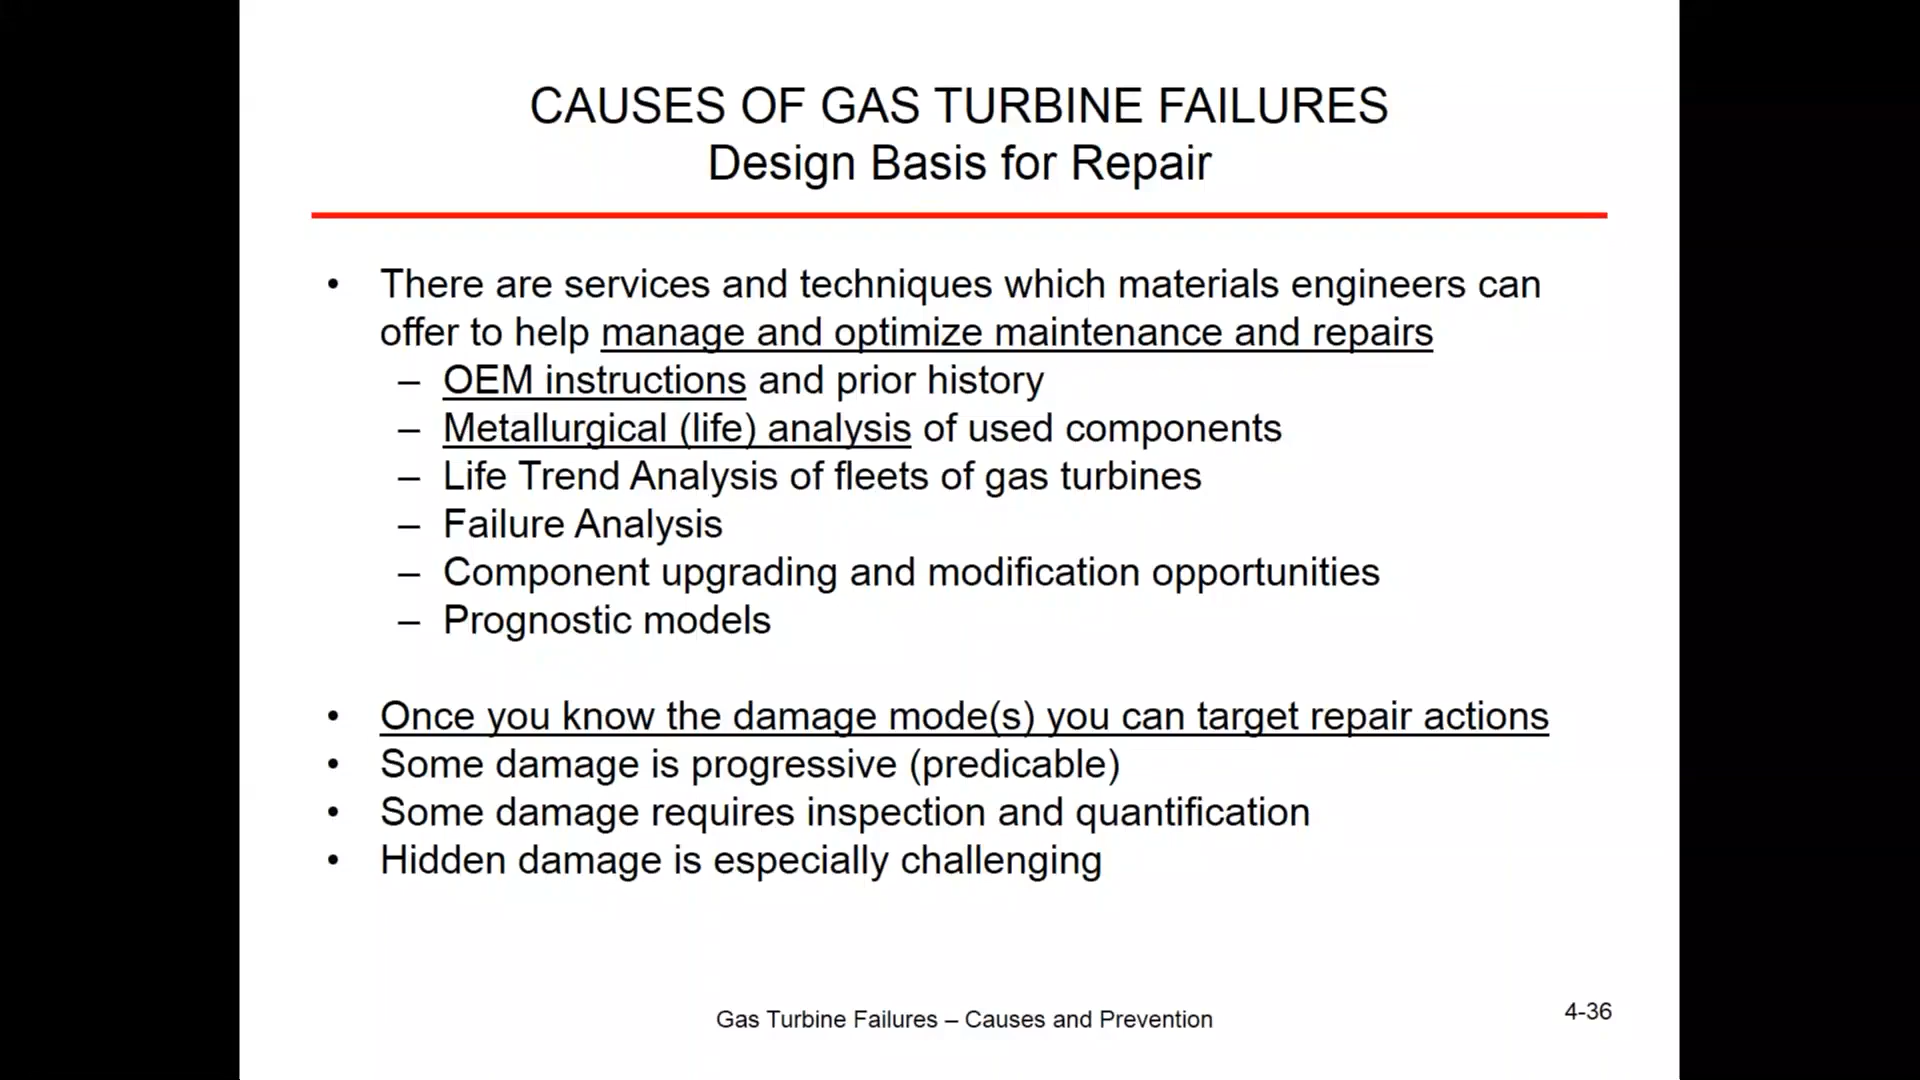 CAUSES OF GAS TURBINE FAILURES
Design Basis for Repair
• There are services and techniques which materials engineers can
offer to help manage and optimize maintenance and repairs
– OEM instructions and prior history
– Metallurgical (life) analysis of used components
– Life Trend Analysis of fleets of gas turbines
– Failure Analysis
– Component upgrading and modification opportunities
– Prognostic models
• Once you know the damage mode(s) you can target repair actions
• Some damage is progressive (predicable)
• Some damage requires inspection and quantification
• Hidden damage is especially challenging
Gas Turbine Failures – Causes and Prevention
4-36